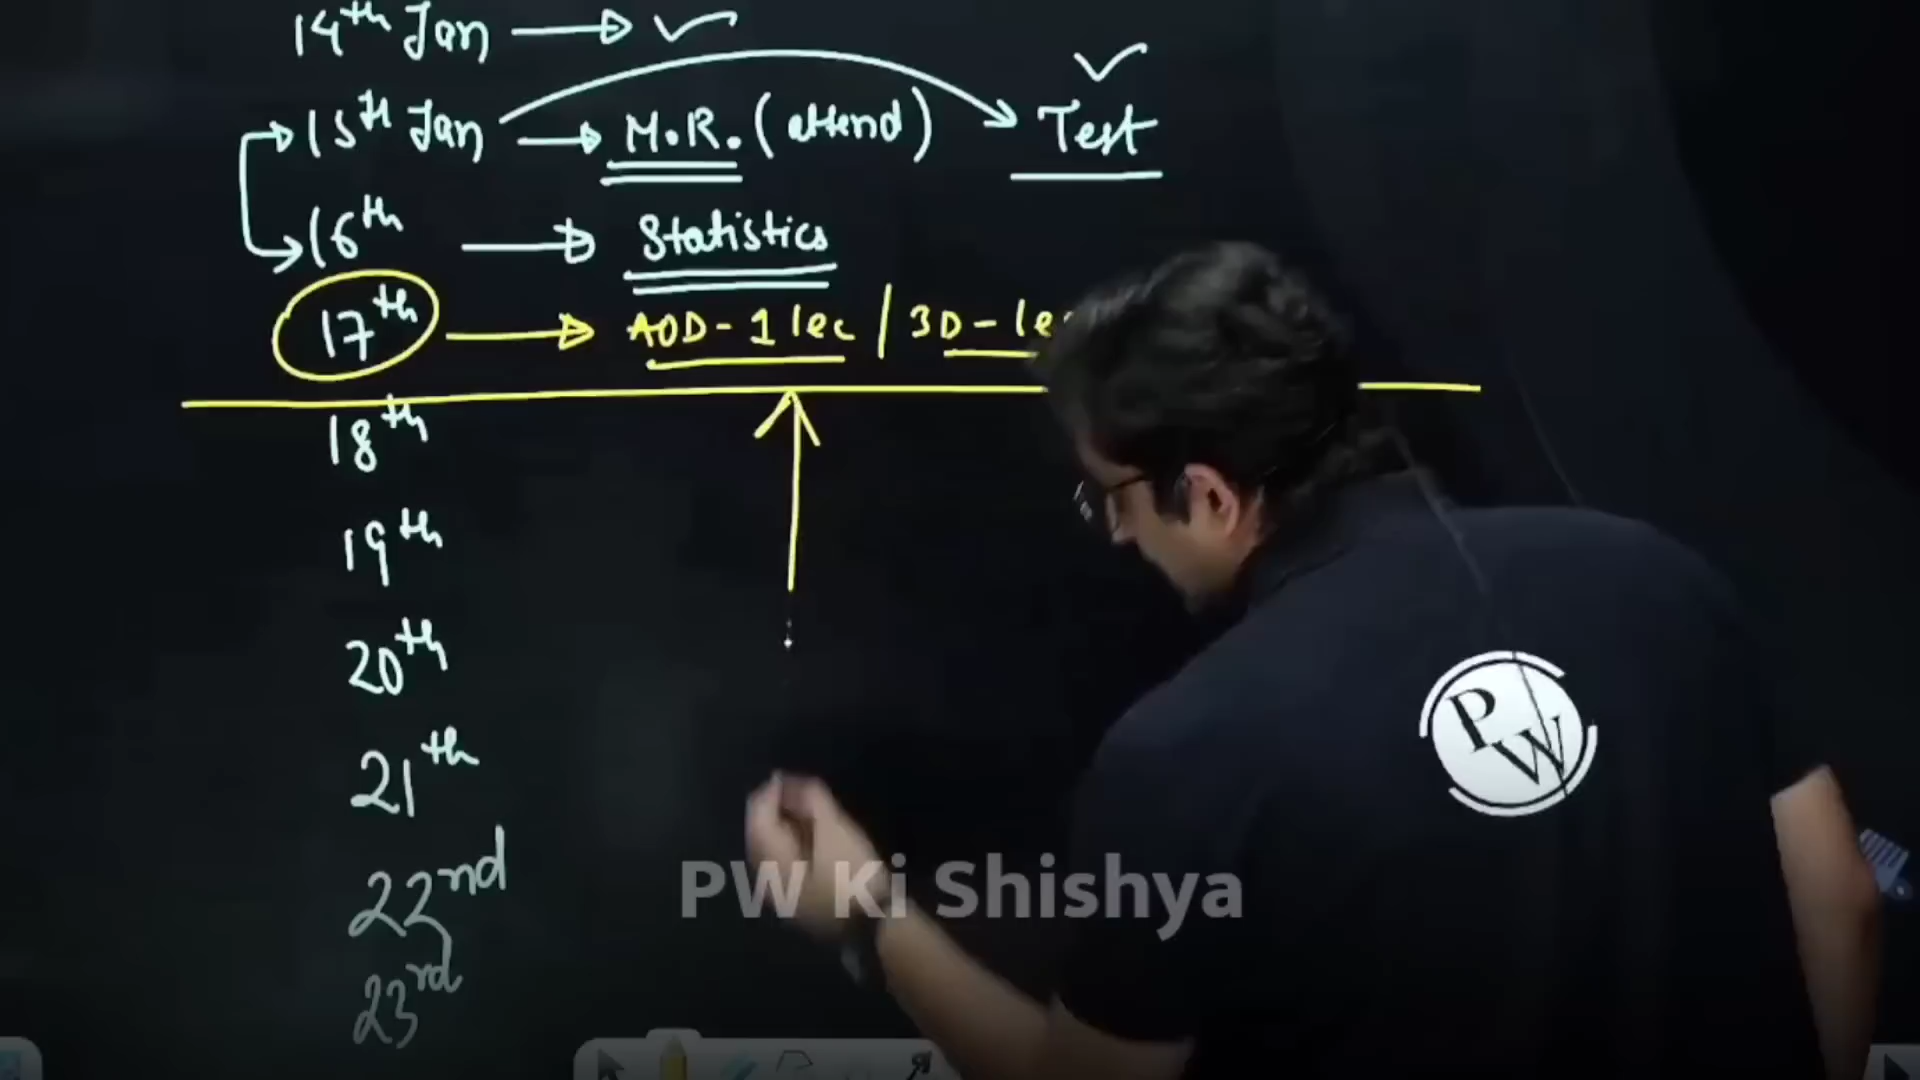 14th Jan → ✓
15th Jan → M.R. (attend) → Test ✓
16th → Statistics
17th → AOD - 1 lec / 3D - lec
18th
19th
20th
21th
22nd
23rd
PW
PW Ki Shishya